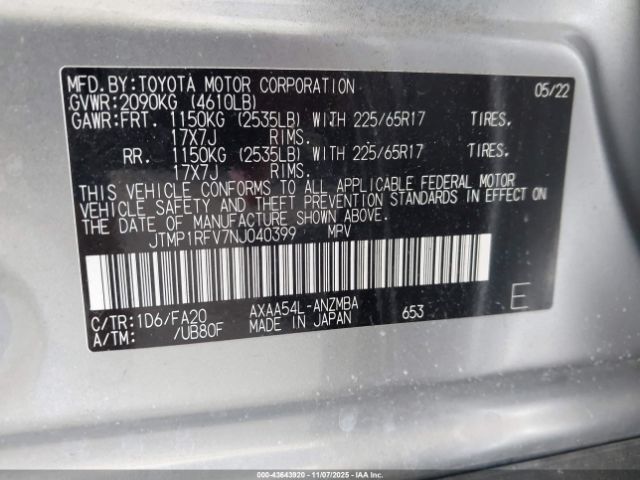 MFD.BY:TOYOTA MOTOR CORPORATION 05/22
GVWR:2090KG (4610LB)
GAWR:FRT. 1150KG (2535LB) WITH 225/65R17 TIRES,
17X7J RIMS.
RR. 1150KG (2535LB) WITH 225/65R17 TIRES,
17X7J RIMS.
THIS VEHICLE CONFORMS TO ALL APPLICABLE FEDERAL MOTOR
VEHICLE SAFETY AND THEFT PREVENTION STANDARDS IN EFFECT ON
THE DATE OF MANUFACTURE SHOWN ABOVE.
JTMP1RFV7NJ040399 MPV
C/TR:1D6/FA20 AXAA54L-ANZMBA 653 E
A/TM: /UB80F MADE IN JAPAN
000-43643920 - 11/07/2025 - IAAI.CA